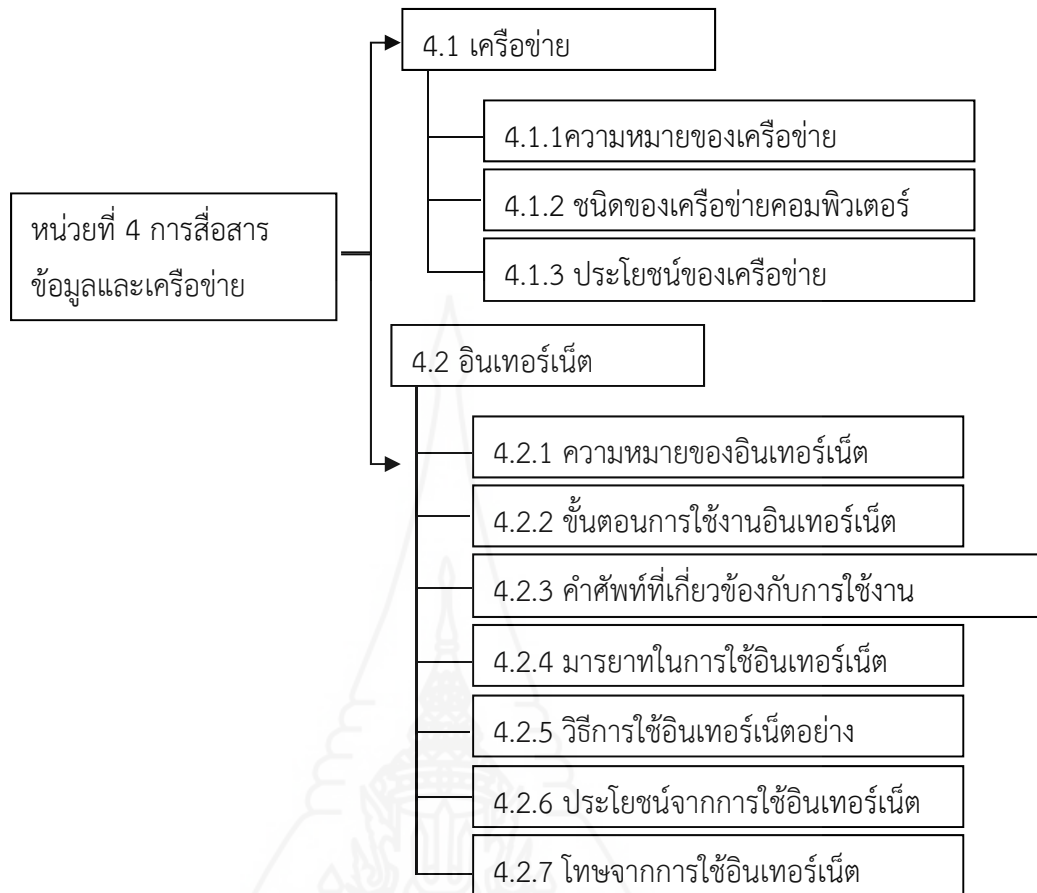 4.1 เครือข่าย
4.1.1ความหมายของเครือข่าย
4.1.2 ชนิดของเครือข่ายคอมพิวเตอร์
4.1.3 ประโยชน์ของเครือข่าย
หน่วยที่ 4 การสื่อสาร
ข้อมูลและเครือข่าย
4.2 อินเทอร์เน็ต
4.2.1 ความหมายของอินเทอร์เน็ต
4.2.2 ขั้นตอนการใช้งานอินเทอร์เน็ต
4.2.3 คำศัพท์ที่เกี่ยวข้องกับการใช้งาน
4.2.4 มารยาทในการใช้อินเทอร์เน็ต
4.2.5 วิธีการใช้อินเทอร์เน็ตอย่าง
4.2.6 ประโยชน์จากการใช้อินเทอร์เน็ต
4.2.7 โทษจากการใช้อินเทอร์เน็ต